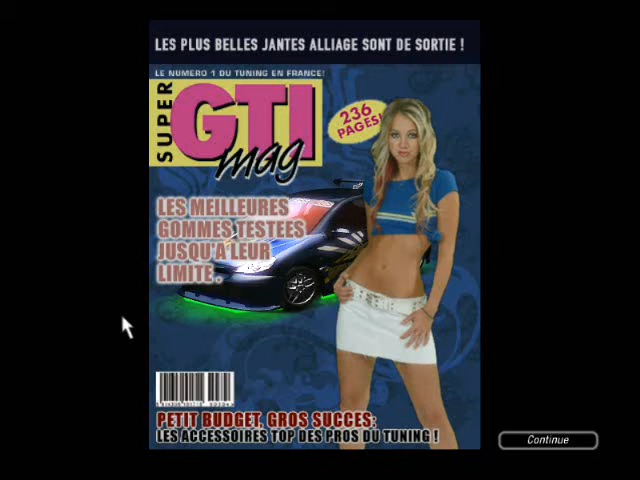 LES PLUS BELLES JANTES ALLIAGE SONT DE SORTIE !
LE NUMERO 1 DU TUNING EN FRANCE!
SUPER
GTI
mag
236
PAGES!
LES MEILLEURES
GOMMES TESTEES
JUSQU'A LEUR
LIMITE .
PETIT BUDGET, GROS SUCCES:
LES ACCESSOIRES TOP DES PROS DU TUNING !
Continue